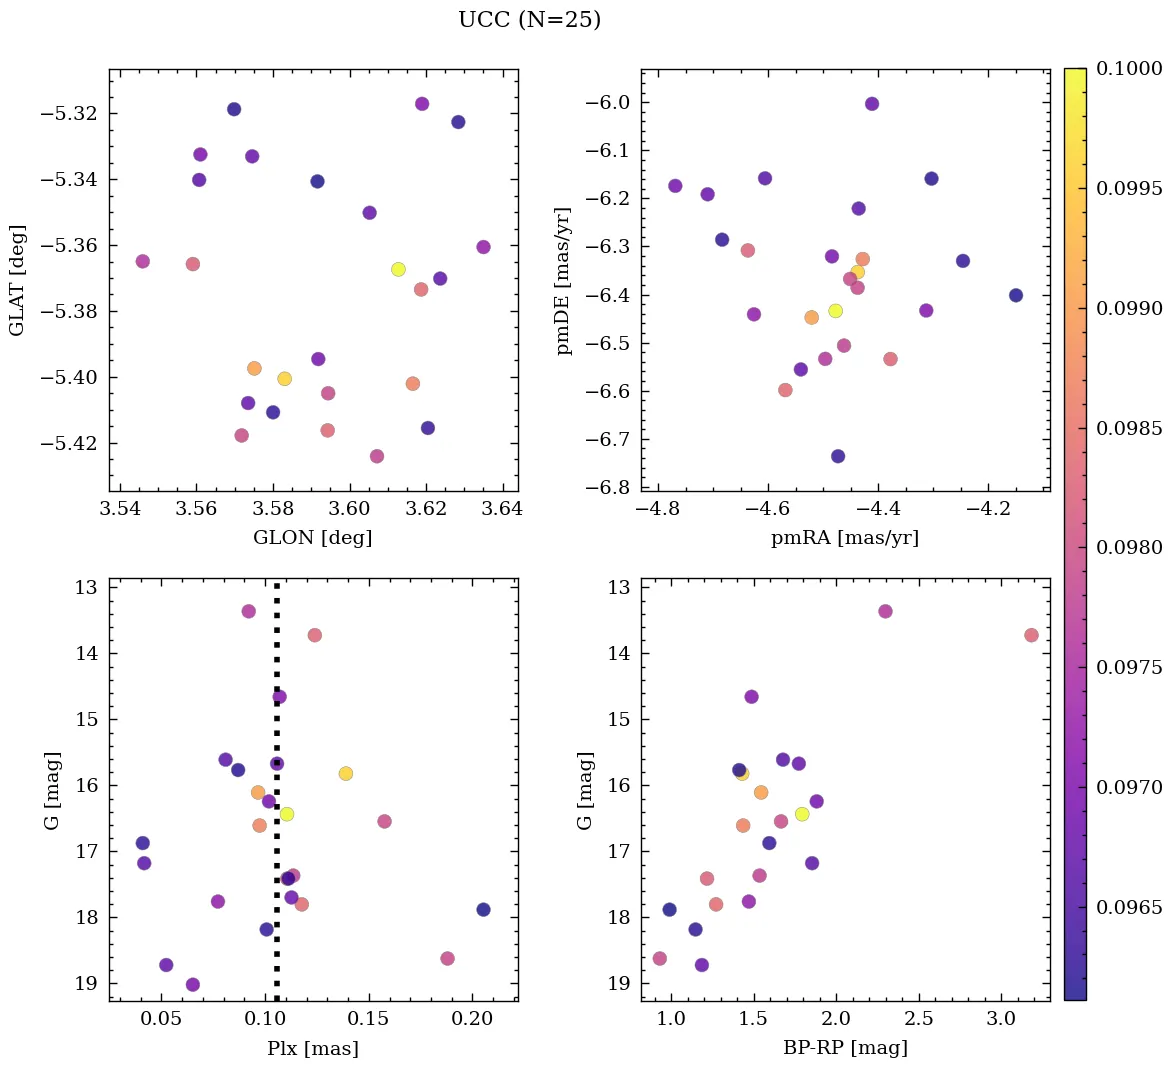 UCC (N=25)
−5.32
−5.34
−5.36
−5.38
−5.40
−5.42
GLAT [deg]
3.54 3.56 3.58 3.60 3.62 3.64
GLON [deg]
−6.0
−6.1
−6.2
−6.3
−6.4
−6.5
−6.6
−6.7
−6.8
pmDE [mas/yr]
−4.8 −4.6 −4.4 −4.2
pmRA [mas/yr]
13
14
15
16
17
18
19
G [mag]
0.05 0.10 0.15 0.20
Plx [mas]
13
14
15
16
17
18
19
G [mag]
1.0 1.5 2.0 2.5 3.0
BP-RP [mag]
0.1000
0.0995
0.0990
0.0985
0.0980
0.0975
0.0970
0.0965